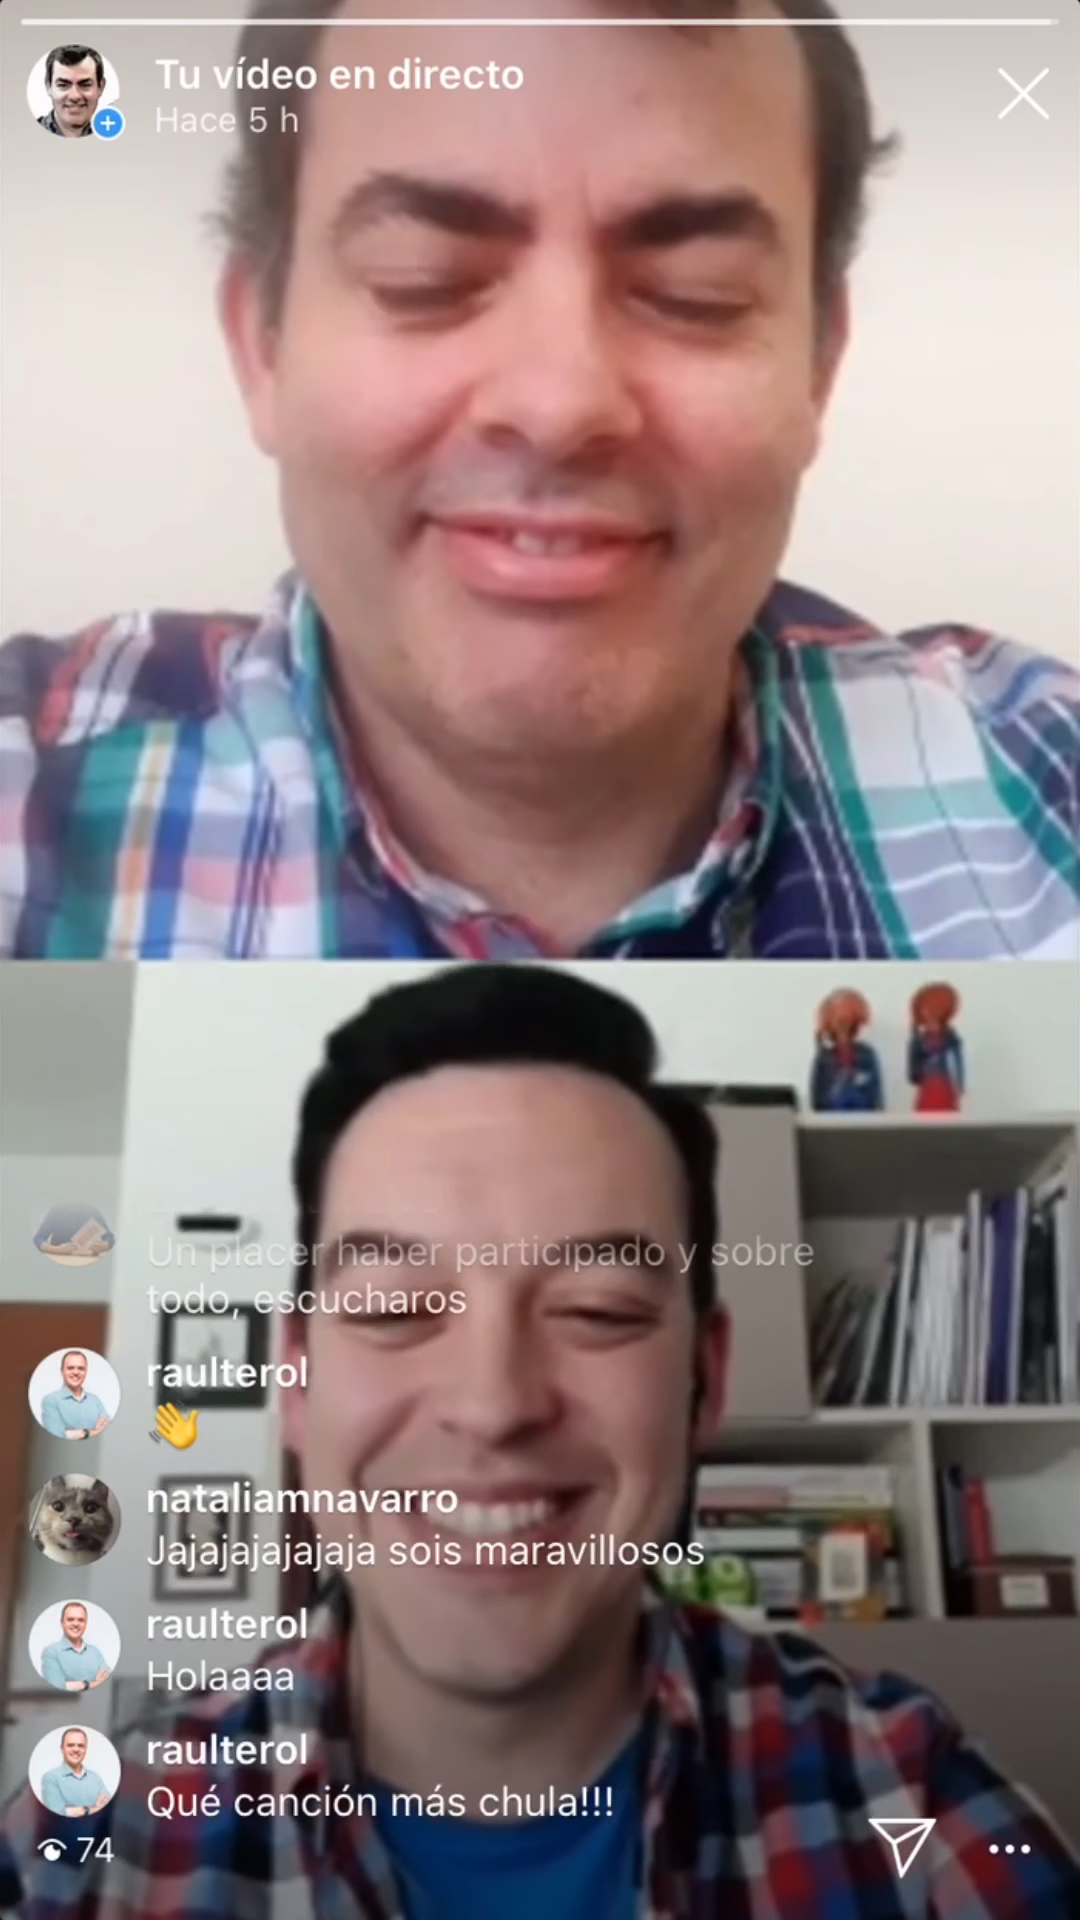 Tu vídeo en directo
Hace 5 h
Un placer haber participado y sobre
todo, escucharos
raulterol
👋
nataliamnavarro
Jajajajajajaja sois maravillosos
raulterol
Holaaaa
raulterol
Qué canción más chula!!!
74